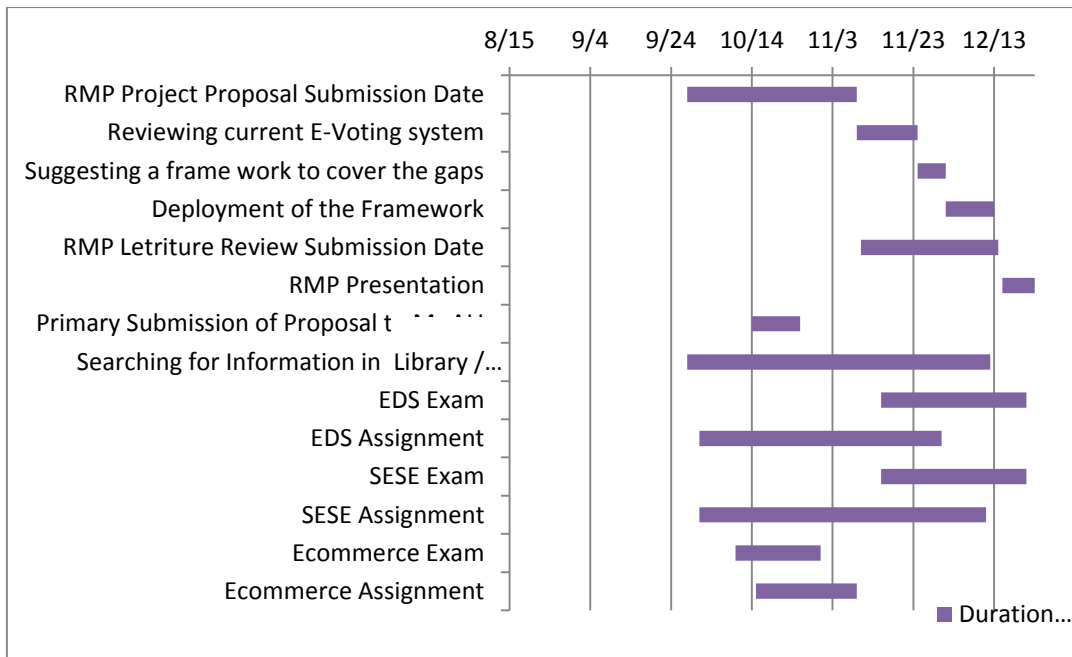 8/15 9/4 9/24 10/14 11/3 11/23 12/13
RMP Project Proposal Submission Date
Reviewing current E-Voting system
Suggesting a frame work to cover the gaps
Deployment of the Framework
RMP Letriture Review Submission Date
RMP Presentation
Primary Submission of Proposal
Searching for Information in Library /...
EDS Exam
EDS Assignment
SESE Exam
SESE Assignment
Ecommerce Exam
Ecommerce Assignment
Duration...